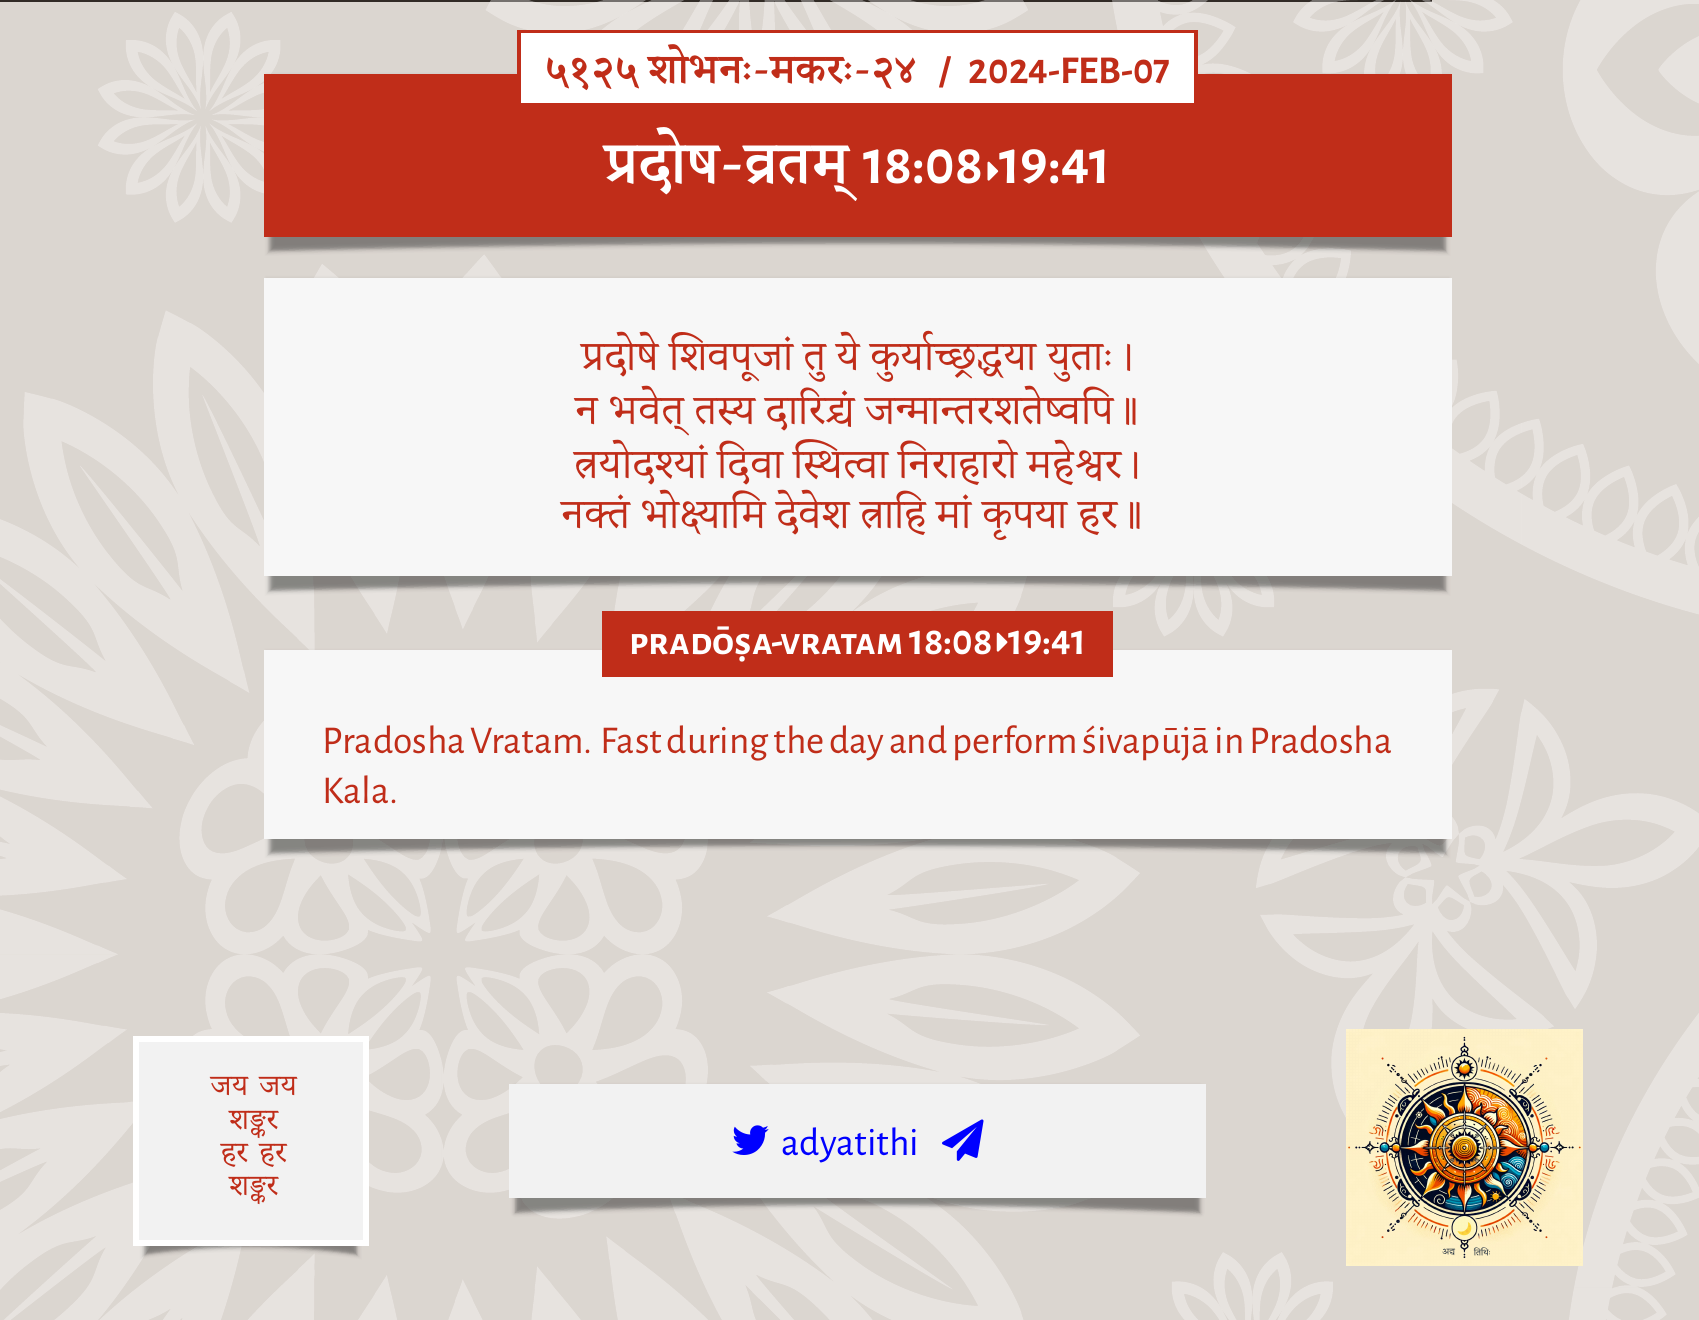 ५१२५ शोभनः-मकरः-२४ / 2024-FEB-07
प्रदोष-व्रतम् 18:08▸19:41
प्रदोषे शिवपूजां तु ये कुर्याच्छ्रद्धया युताः।
न भवेत् तस्य दारिद्र्यं जन्मान्तरशतेष्वपि॥
त्रयोदश्यां दिवा स्थित्वा निराहारो महेश्वर।
नक्तं भोक्ष्यामि देवेश त्राहि मां कृपया हर॥
PRADŌṢA-VRATAM 18:08▸19:41
Pradosha Vratam. Fast during the day and perform śivapūjā in Pradosha
Kala.
जय जय
शङ्कर
हर हर
शङ्कर
adyatithi
अद्य तिथिः